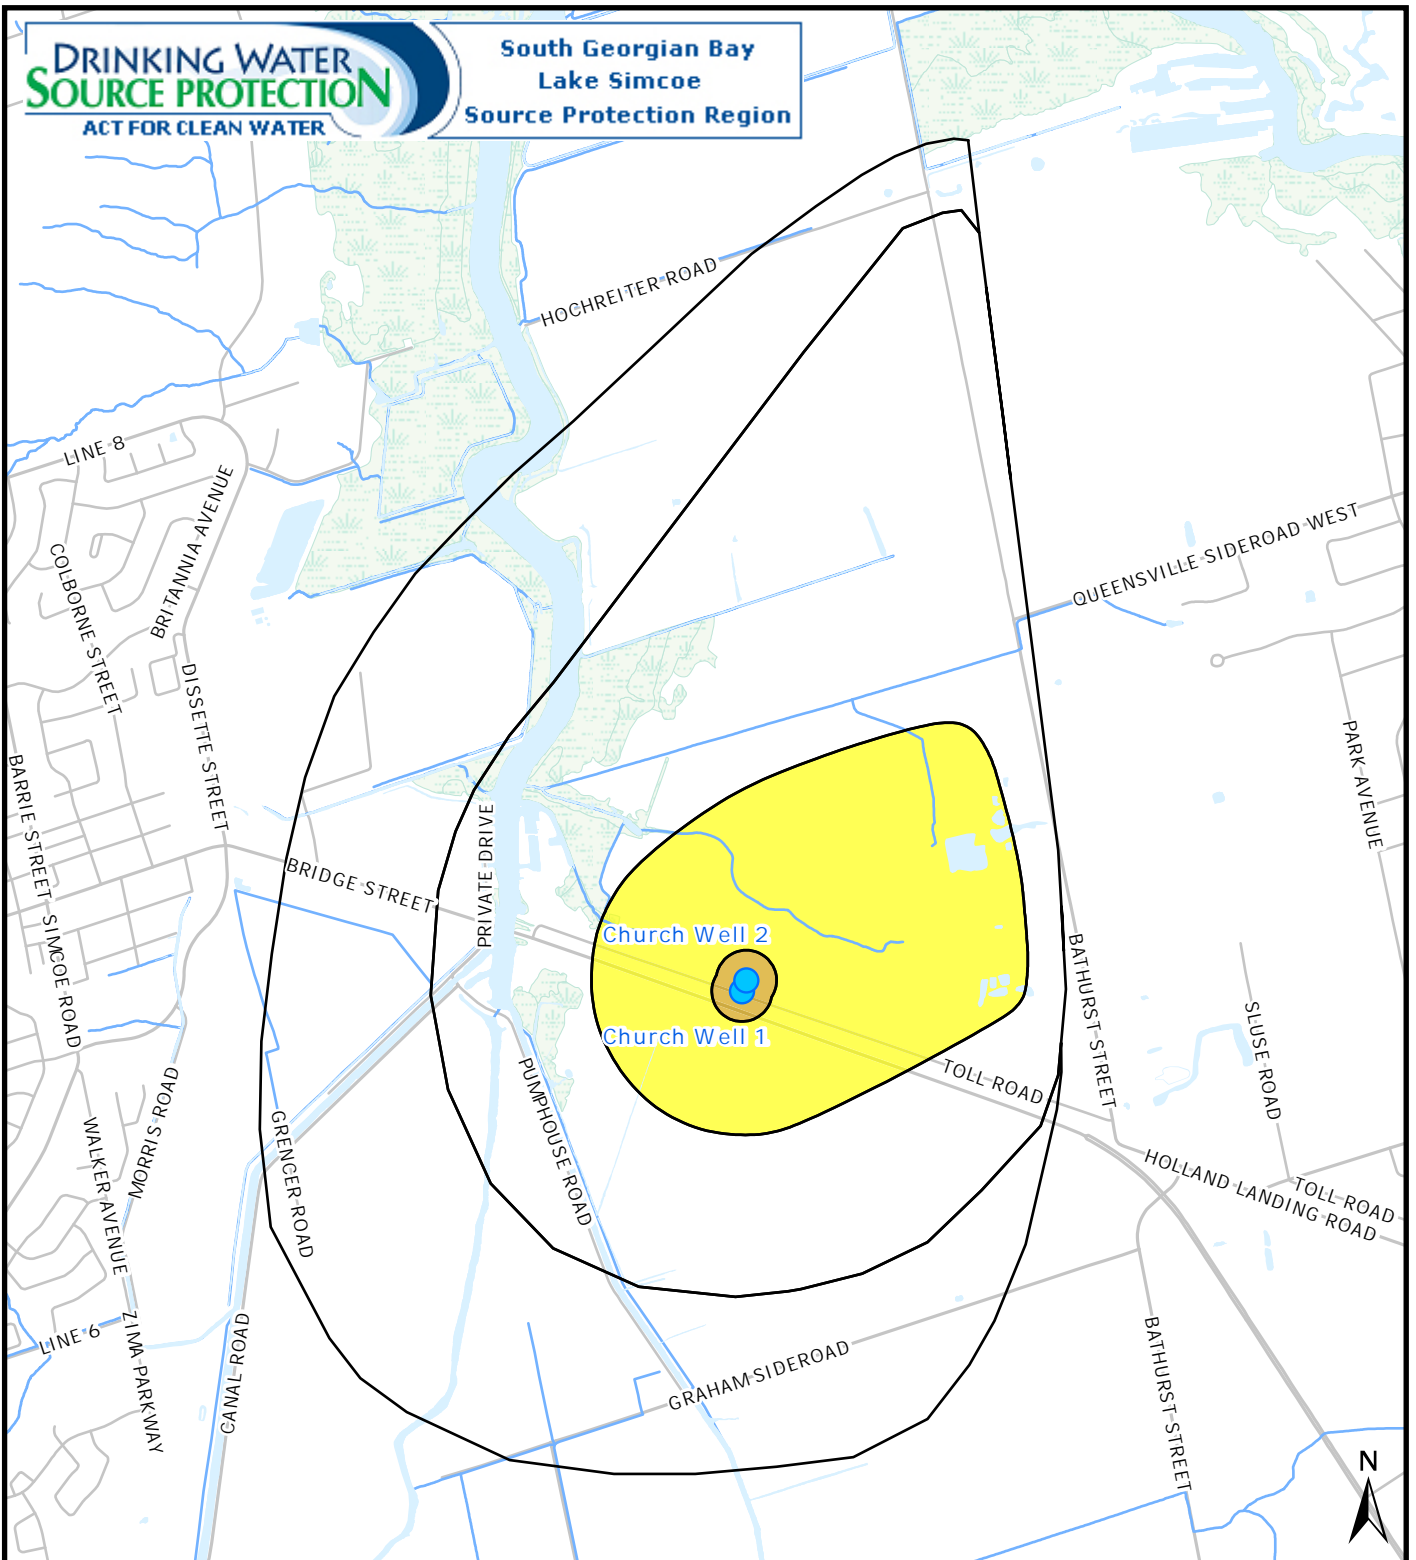 DRINKING WATER
SOURCE PROTECTION
ACT FOR CLEAN WATER
South Georgian Bay
Lake Simcoe
Source Protection Region
HOCHREITER ROAD
LINE 8
BRITANNIA AVENUE
COLBORNE STREET
DISSETTE STREET
QUEENSVILLE SIDEROAD WEST
BARRIE STREET
PARK AVENUE
PRIVATE DRIVE
BRIDGE STREET
Church Well 2
SIMCOE ROAD
BATHURST STREET
Church Well 1
SLUSE ROAD
TOLL ROAD
PUMPHOUSE ROAD
MORRIS ROAD
WALKER AVENUE
GRENCER ROAD
HOLLAND LANDING ROAD
TOLL ROAD
LINE 6
ZIMA PARKWAY
CANAL ROAD
GRAHAM SIDEROAD
BATHURST STREET
N